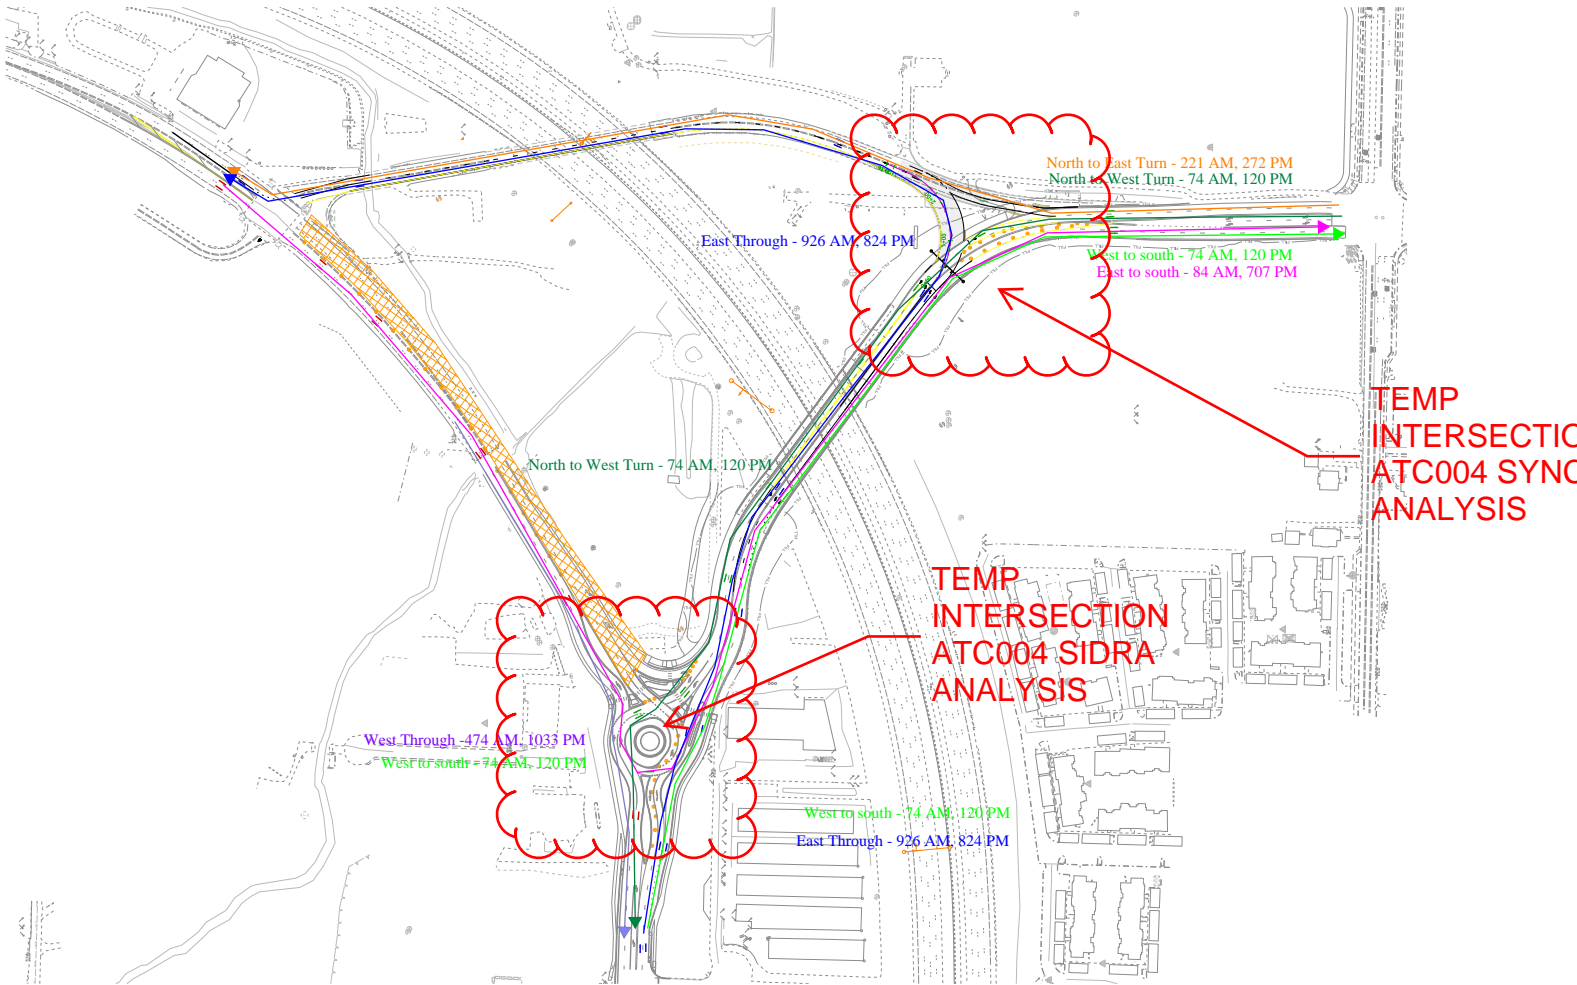 North to East Turn - 221 AM, 272 PM
North to West Turn - 74 AM, 120 PM
East Through - 926 AM, 824 PM
West to south - 74 AM, 120 PM
East to south - 84 AM, 707 PM
TEMP
INTERSECTIO
ATC004 SYNC
ANALYSIS
North to West Turn - 74 AM, 120 PM
TEMP
INTERSECTION
ATC004 SIDRA
ANALYSIS
West Through -474 AM, 1033 PM
West to south - 74 AM, 120 PM
West to south - 74 AM, 120 PM
East Through - 926 AM, 824 PM